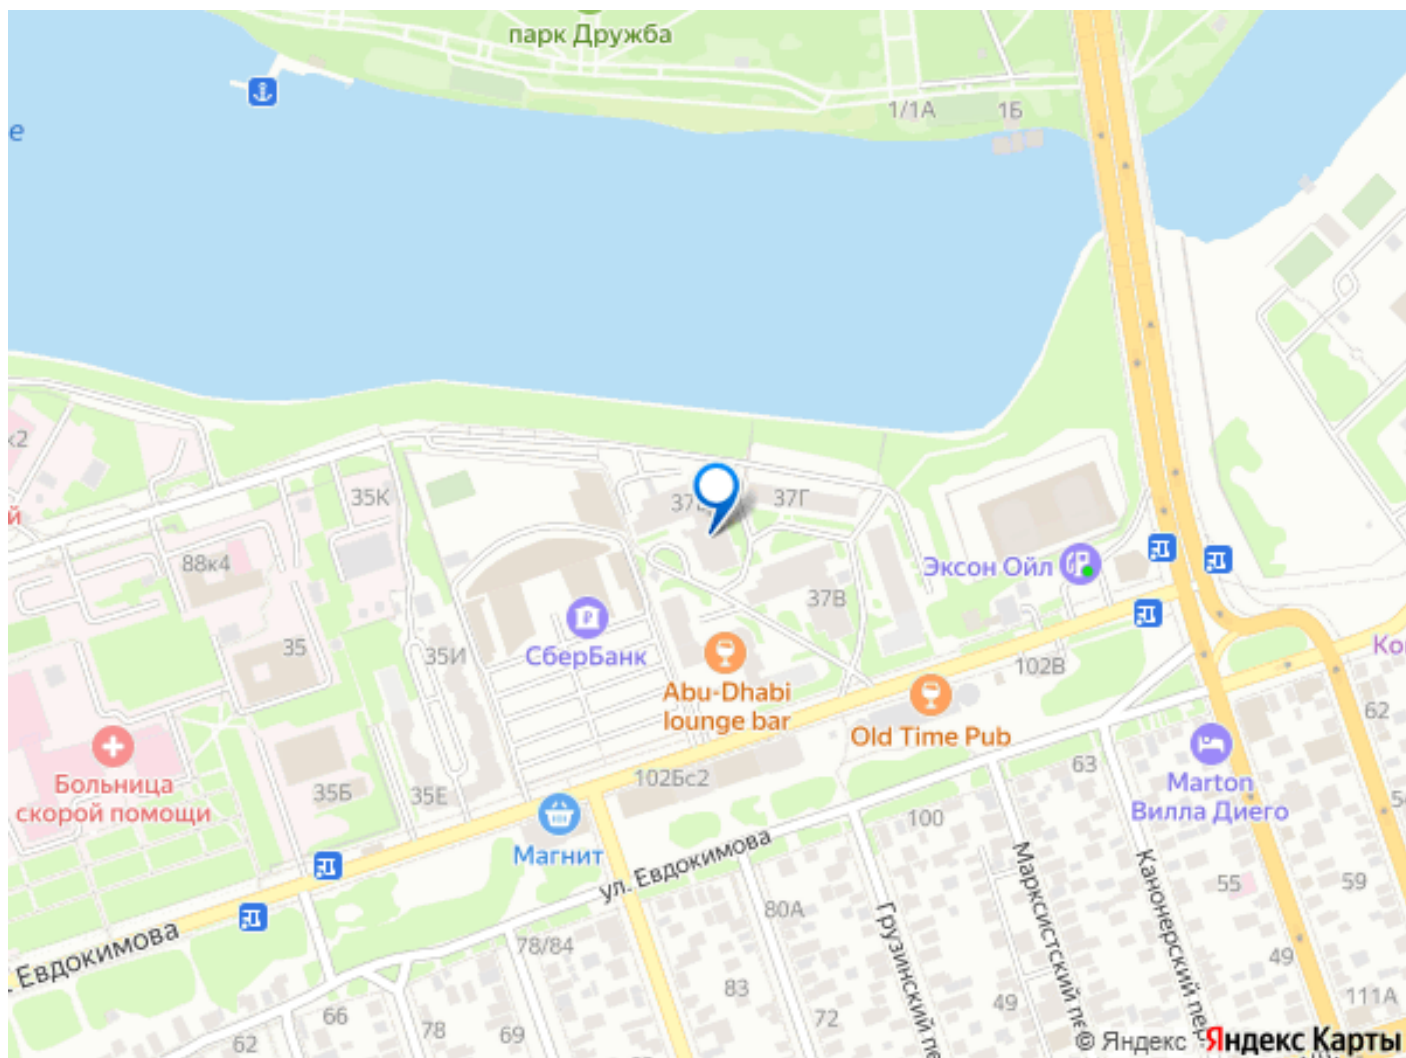 парк Дружба
1/1А
1Б
е
к2
й
35К
37Г
88к4
Эксон Ойл
37В
СберБанк
35
35И
102В
Ко
Abu-Dhabi
lounge bar
Old Time Pub
62
Больница
скорой помощи
35Б
35Е
102Бс2
63
Marton
Вилла Диего
100
Магнит
ул. Евдокимова
Марксистский пе
Канонерский пе
55
59
80А
Грузинский пе
Евдокимова
78/84
49
83
49
111А
66
78
69
72
62
© Яндекс Яндекс Карты